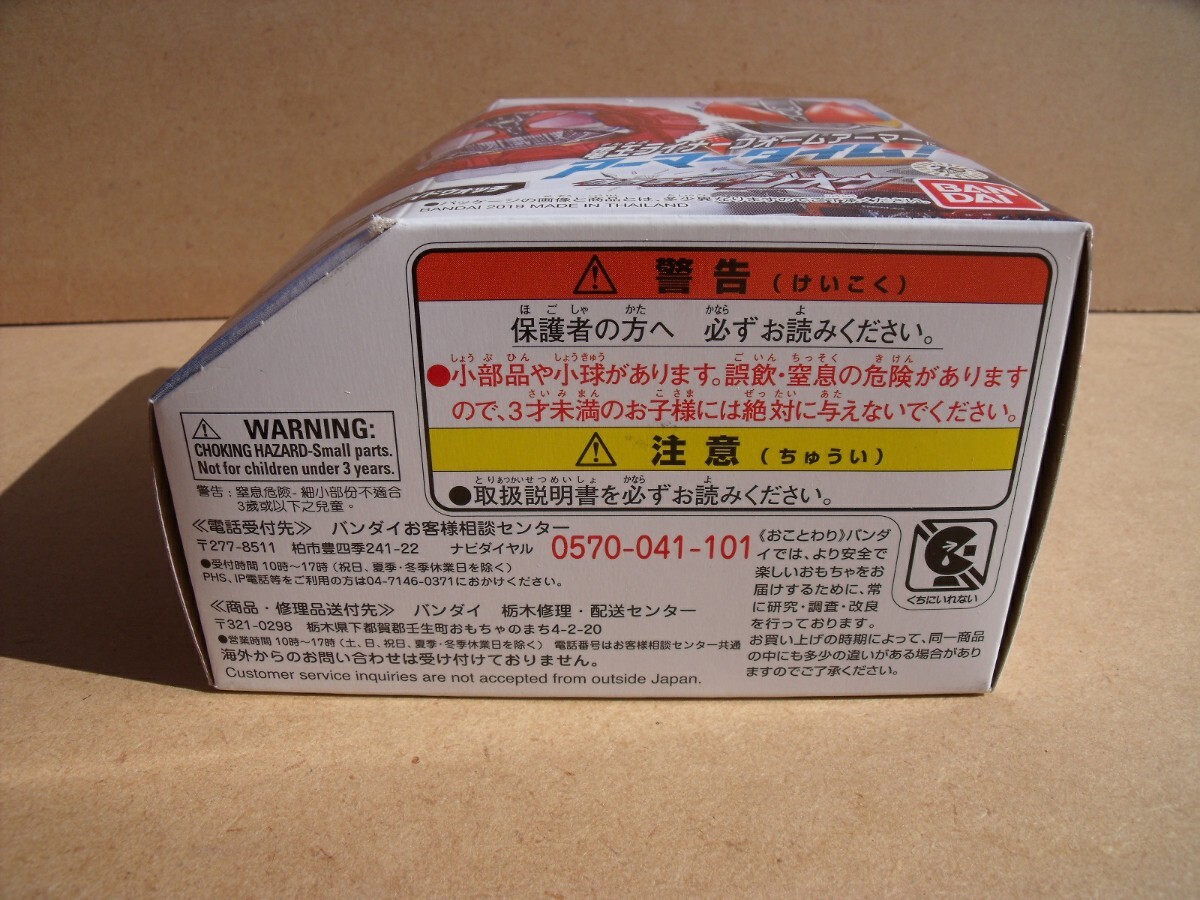 BAN
DAI
●パッケージの画像と商品とは、多少異なりますのでご了承ください。
BANDAI 2019 MADE IN THAILAND
警告（けいこく）
ほごしゃ かた かなら よ
保護者の方へ 必ずお読みください。
しょうぶひん しょうきゅう ごいん ちっそく きけん
●小部品や小球があります。誤飲・窒息の危険があります
さいみまん こさま ぜったい あた
ので、3才未満のお子様には絶対に与えないでください。
注意（ちゅうい）
とりあつかいせつめいしょ かなら よ
●取扱説明書を必ずお読みください。
WARNING:
CHOKING HAZARD-Small parts.
Not for children under 3 years.
警告：窒息危險- 細小部份不適合
3歲或以下之兒童。
≪電話受付先≫ バンダイお客様相談センター
〒277-8511 柏市豊四季241-22 ナビダイヤル 0570-041-101
●受付時間 10時〜17時(祝日、夏季・冬季休業日を除く)
PHS、IP電話等をご利用の方は04-7146-0371におかけください。
≪商品・修理品送付先≫ バンダイ 栃木修理・配送センター
〒321-0298 栃木県下都賀郡壬生町おもちゃのまち4-2-20
●営業時間 10時〜17時(土、日、祝日、夏季・冬季休業日を除く) 電話番号はお客様相談センター共通
海外からのお問い合わせは受け付けておりません。
Customer service inquiries are not accepted from outside Japan.
《おことわり》バンダ
イでは、より安全で
楽しいおもちゃをお
届けするために、常
に研究・調査・改良
を行っております。
お買い上げの時期によって、同一商品
の中にも多少の違いがある場合があり
ますのでご了承ください。
くちにいれない